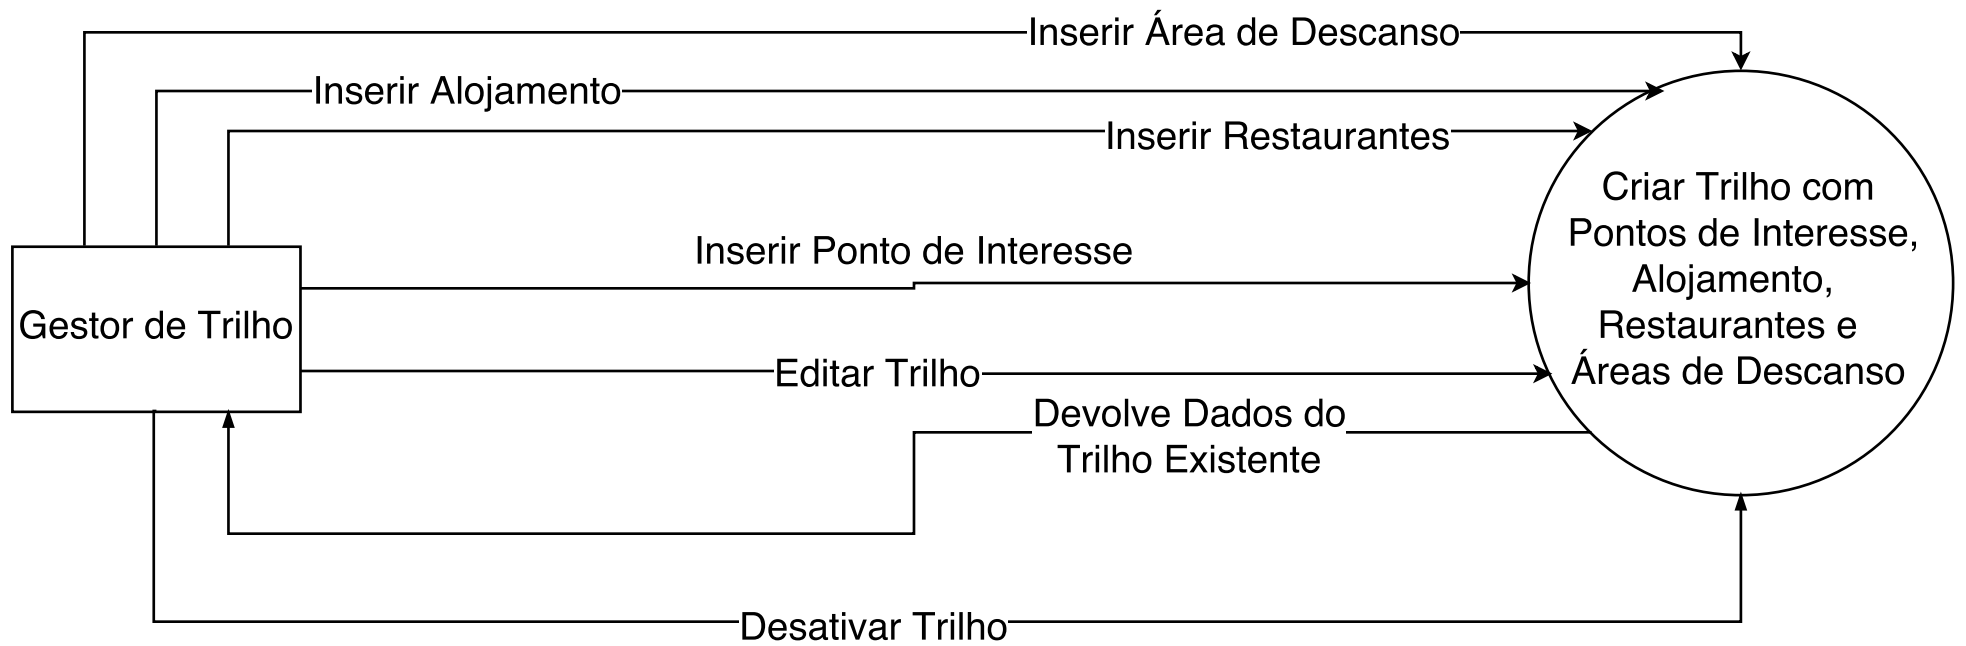 Inserir Área de Descanso
Inserir Alojamento
Inserir Restaurantes
Criar Trilho com
Pontos de Interesse,
Alojamento,
Restaurantes e
Áreas de Descanso
Inserir Ponto de Interesse
Gestor de Trilho
Editar Trilho
Devolve Dados do
Trilho Existente
Desativar Trilho